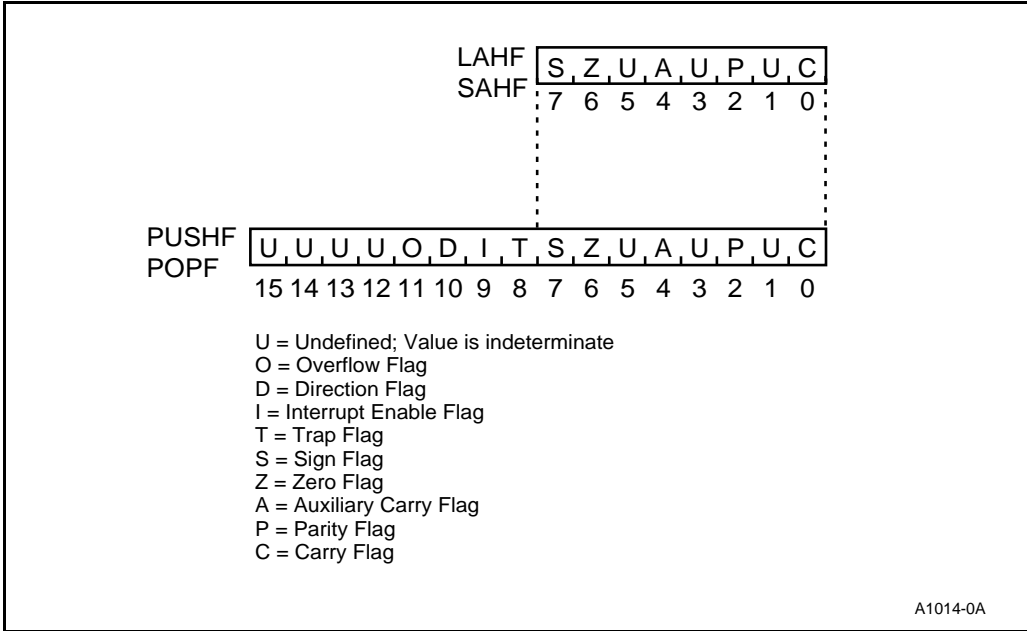 LAHF
SAHF
S Z U A U P U C
7 6 5 4 3 2 1 0
PUSHF
POPF
U U U U O D I T S Z U A U P U C
15 14 13 12 11 10 9 8 7 6 5 4 3 2 1 0
U = Undefined; Value is indeterminate
O = Overflow Flag
D = Direction Flag
I = Interrupt Enable Flag
T = Trap Flag
S = Sign Flag
Z = Zero Flag
A = Auxiliary Carry Flag
P = Parity Flag
C = Carry Flag
A1014-0A